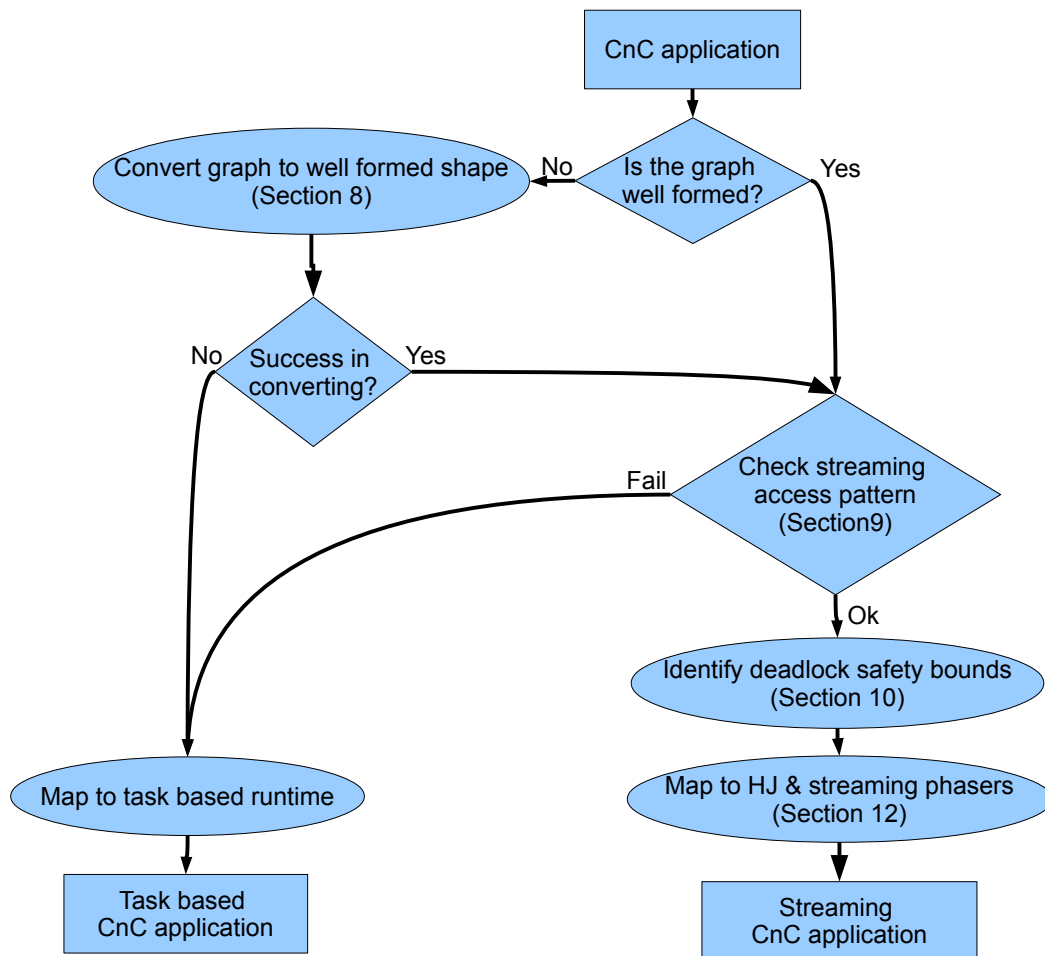 CnC application
Is the graph
well formed?
No
Yes
Convert graph to well formed shape
(Section 8)
Success in
converting?
No
Yes
Check streaming
access pattern
(Section9)
Fail
Ok
Identify deadlock safety bounds
(Section 10)
Map to task based runtime
Map to HJ & streaming phasers
(Section 12)
Task based
CnC application
Streaming
CnC application